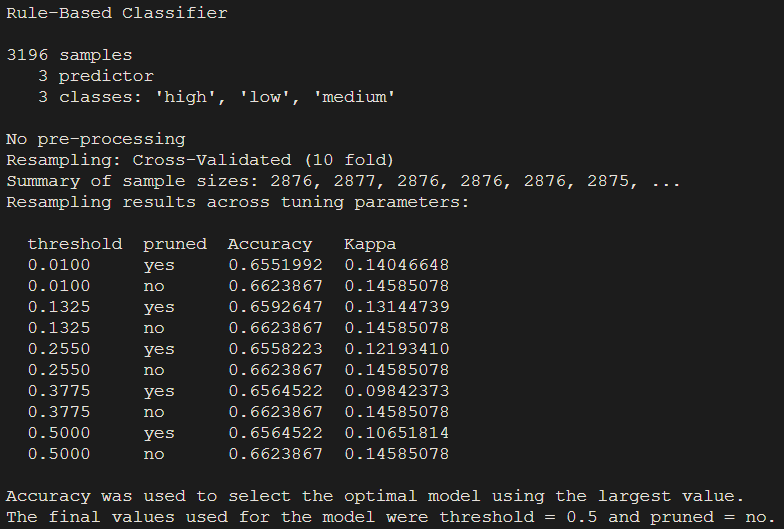 Rule-Based Classifier

3196 samples
   3 predictor
   3 classes: 'high', 'low', 'medium'

No pre-processing
Resampling: Cross-Validated (10 fold)
Summary of sample sizes: 2876, 2877, 2876, 2876, 2876, 2875, ...
Resampling results across tuning parameters:

  threshold  pruned  Accuracy   Kappa
  0.0100     yes     0.6551992  0.14046648
  0.0100     no      0.6623867  0.14585078
  0.1325     yes     0.6592647  0.13144739
  0.1325     no      0.6623867  0.14585078
  0.2550     yes     0.6558223  0.12193410
  0.2550     no      0.6623867  0.14585078
  0.3775     yes     0.6564522  0.09842373
  0.3775     no      0.6623867  0.14585078
  0.5000     yes     0.6564522  0.10651814
  0.5000     no      0.6623867  0.14585078

Accuracy was used to select the optimal model using the largest value.
The final values used for the model were threshold = 0.5 and pruned = no.